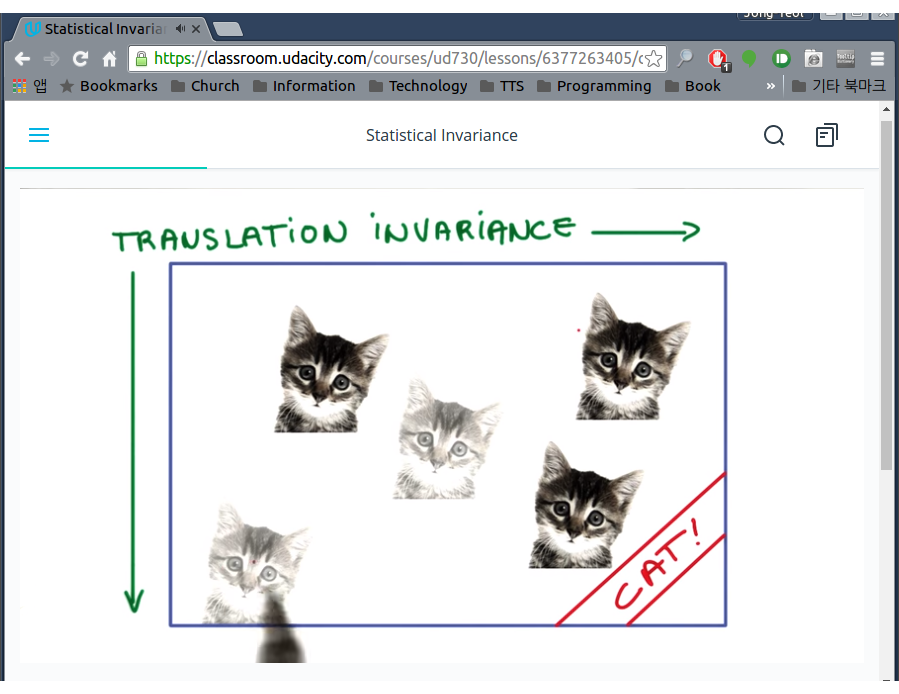 Jong Yeol
Statistical Invaria
https://classroom.udacity.com/courses/ud730/lessons/6377263405/c
1
앱 Bookmarks Church Information Technology TTS Programming Book » 기타 북마크
Statistical Invariance
TRANSLATION INVARIANCE
CAT!